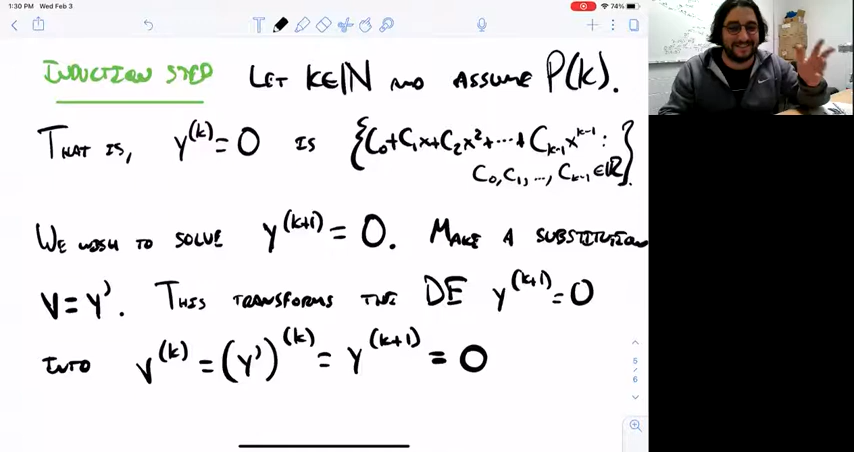 1:30 PM Wed Feb 3
74%
INDUCTION STEP LET k∈ℕ AND ASSUME P(k).
THAT IS, y^(k) = 0 IS {C₀+C₁x+C₂x²+⋯+C_{k-1}x^{k-1} :
C₀, C₁, ..., C_{k-1} ∈ ℝ}.
WE WISH TO SOLVE y^(k+1) = 0. MAKE A SUBSTITUTION
V = y'. THIS TRANSFORMS THE DE y^(k+1) = 0
INTO V^(k) = (y')^(k) = y^(k+1) = 0
5
/
6